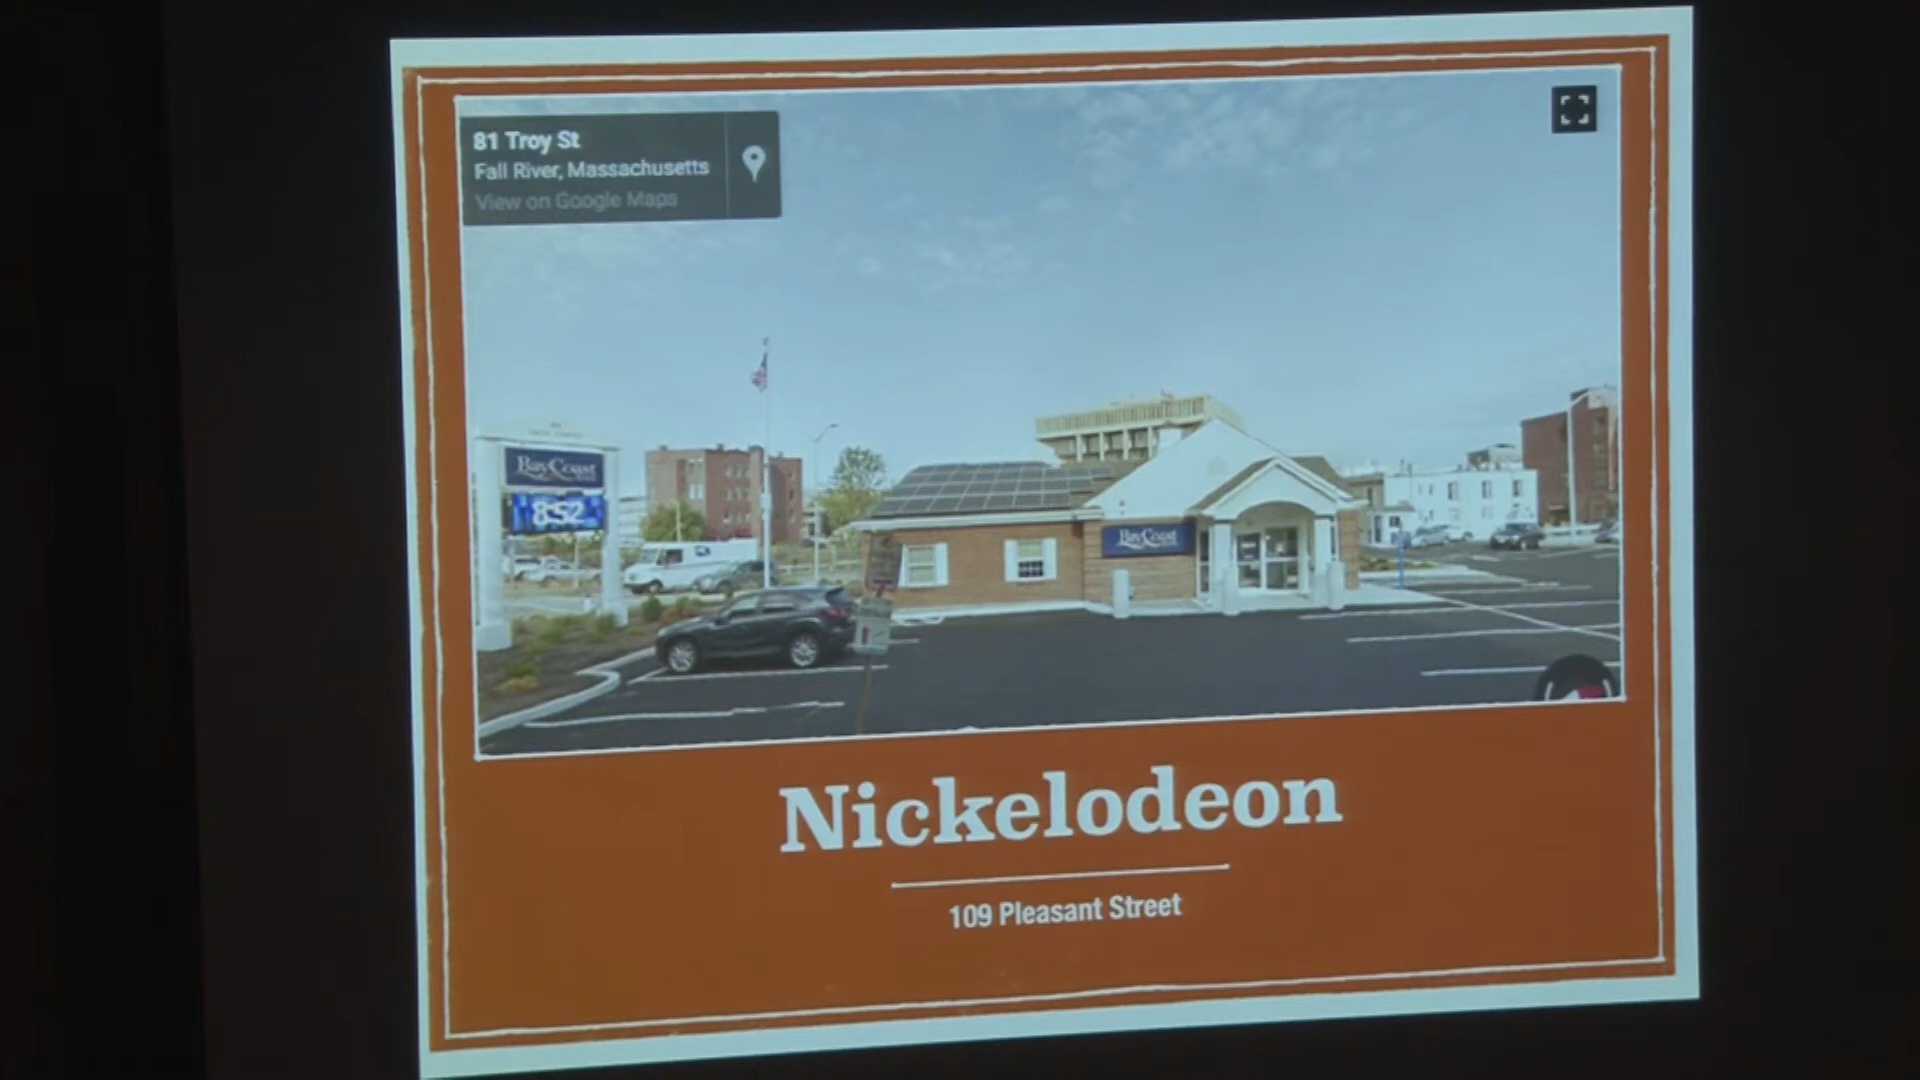 81 Troy St
Fall River, Massachusetts
View on Google Maps
BayCoast
8:52
BayCoast
Nickelodeon
109 Pleasant Street